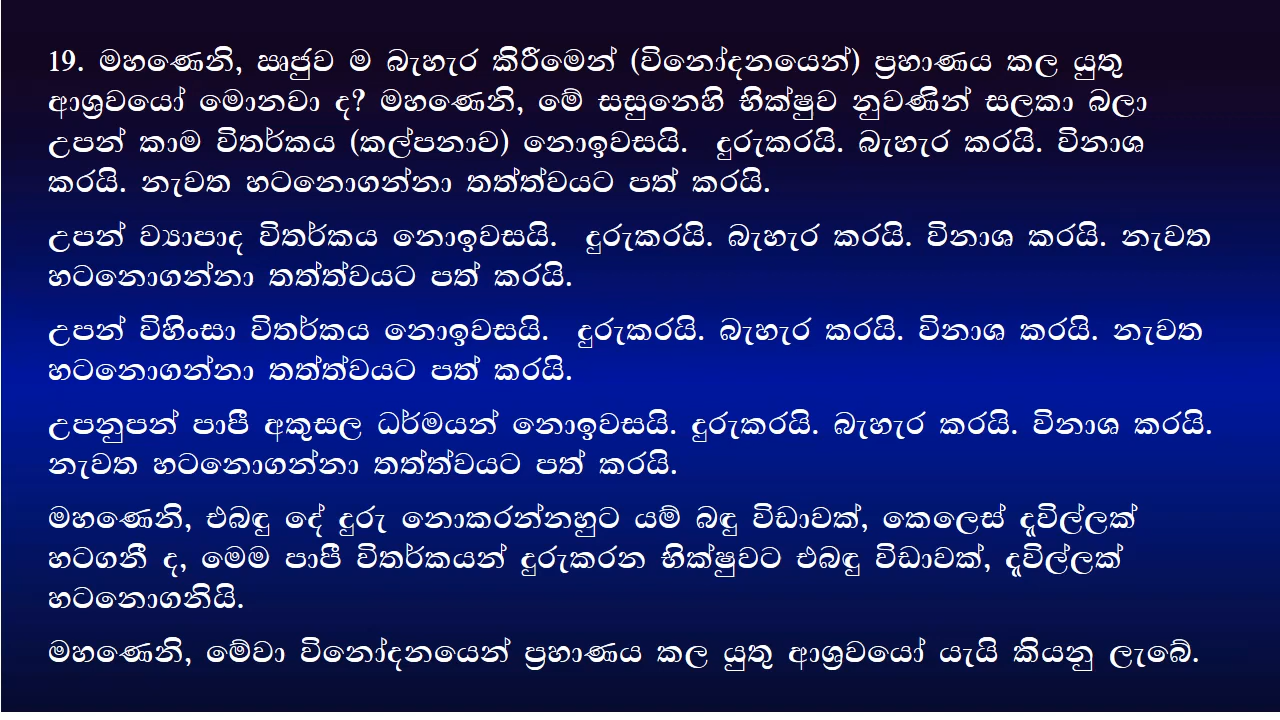 19. මහණෙනි, ඍජුව ම බැහැර කිරීමෙන් (විනෝදනයෙන්) ප්‍රහාණය කල යුතු
ආශ්‍රවයෝ මොනවා ද? මහණෙනි, මේ සසුනෙහි භික්ෂුව නුවණින් සලකා බලා
උපන් කාම විතර්කය (කල්පනාව) නොඉවසයි. දුරුකරයි. බැහැර කරයි. විනාශ
කරයි. නැවත හටනොගන්නා තත්ත්වයට පත් කරයි.
උපන් ව්‍යාපාද විතර්කය නොඉවසයි. දුරුකරයි. බැහැර කරයි. විනාශ කරයි. නැවත
හටනොගන්නා තත්ත්වයට පත් කරයි.
උපන් විහිංසා විතර්කය නොඉවසයි. දුරුකරයි. බැහැර කරයි. විනාශ කරයි. නැවත
හටනොගන්නා තත්ත්වයට පත් කරයි.
උපනුපන් පාපී අකුසල ධර්මයන් නොඉවසයි. දුරුකරයි. බැහැර කරයි. විනාශ කරයි.
නැවත හටනොගන්නා තත්ත්වයට පත් කරයි.
මහණෙනි, එබඳු දේ දුරු නොකරන්නහුට යම් බඳු විඩාවක්, කෙලෙස් දැවිල්ලක්
හටගනී ද, මෙම පාපී විතර්කයන් දුරුකරන භික්ෂුවට එබඳු විඩාවක්, දැවිල්ලක්
හටනොගනියි.
මහණෙනි, මේවා විනෝදනයෙන් ප්‍රහාණය කල යුතු ආශ්‍රවයෝ යැයි කියනු ලැබේ.